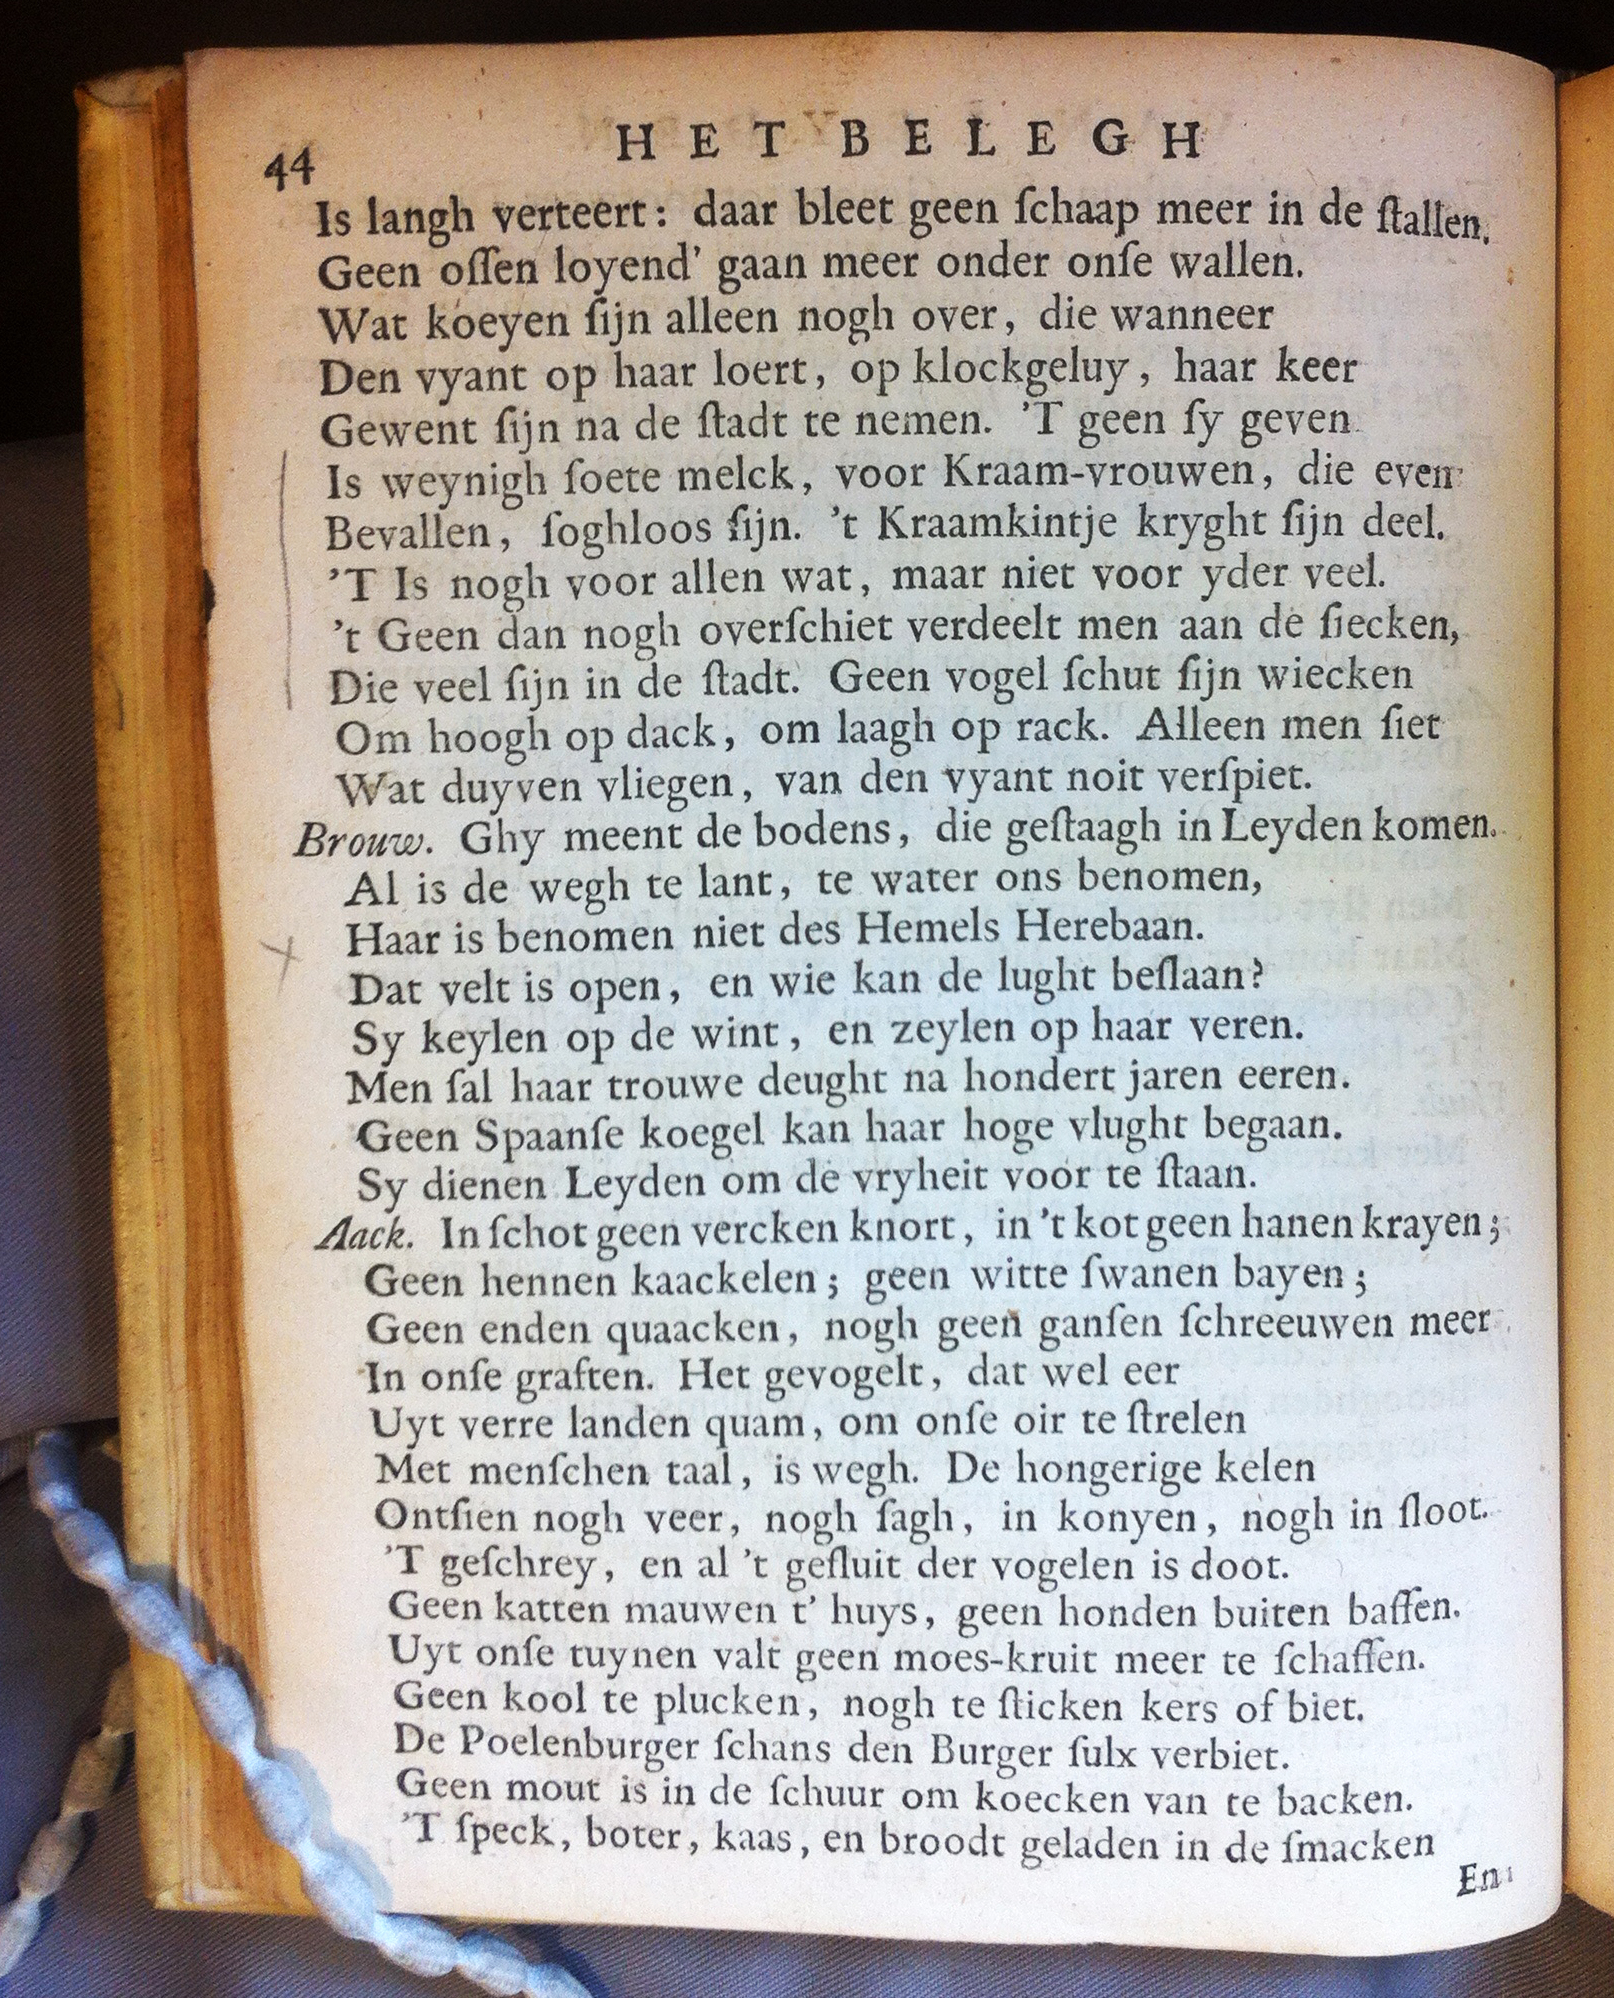 44
HET BELEGH
Is langh verteert: daar bleet geen ſchaap meer in de ſtallen.
Geen oſſen loyend' gaan meer onder onſe wallen.
Wat koeyen ſijn alleen nogh over, die wanneer
Den vyant op haar loert, op klockgeluy, haar keer
Gewent ſijn na de ſtadt te nemen. 'T geen ſy geven
Is weynigh ſoete melck, voor Kraam-vrouwen, die even
Bevallen, ſoghloos ſijn. 't Kraamkintje kryght ſijn deel.
'T Is nogh voor allen wat, maar niet voor yder veel.
't Geen dan nogh overſchiet verdeelt men aan de ſiecken,
Die veel ſijn in de ſtadt. Geen vogel ſchut ſijn wiecken
Om hoogh op dack, om laagh op rack. Alleen men ſiet
Wat duyven vliegen, van den vyant noit verſpiet.
Brouw. Ghy meent de bodens, die geſtaagh in Leyden komen.
Al is de wegh te lant, te water ons benomen,
Haar is benomen niet des Hemels Herebaan.
Dat velt is open, en wie kan de lught beſlaan?
Sy keylen op de wint, en zeylen op haar veren.
Men ſal haar trouwe deught na hondert jaren eeren.
Geen Spaanſe koegel kan haar hoge vlught begaan.
Sy dienen Leyden om de vryheit voor te ſtaan.
Aack. In ſchot geen vercken knort, in 't kot geen hanen krayen;
Geen hennen kaackelen; geen witte ſwanen bayen;
Geen enden quaacken, nogh geen ganſen ſchreeuwen meer
In onſe graften. Het gevogelt, dat wel eer
Uyt verre landen quam, om onſe oir te ſtrelen
Met menſchen taal, is wegh. De hongerige kelen
Ontſien nogh veer, nogh ſagh, in konyen, nogh in ſloot.
'T geſchrey, en al 't gefluit der vogelen is doot.
Geen katten mauwen t' huys, geen honden buiten baffen.
Uyt onſe tuynen valt geen moes-kruit meer te ſchaffen.
Geen kool te plucken, nogh te ſticken kers of biet.
De Poelenburger ſchans den Burger ſulx verbiet.
Geen mout is in de ſchuur om koecken van te backen.
'T ſpeck, boter, kaas, en broodt geladen in de ſmacken
En